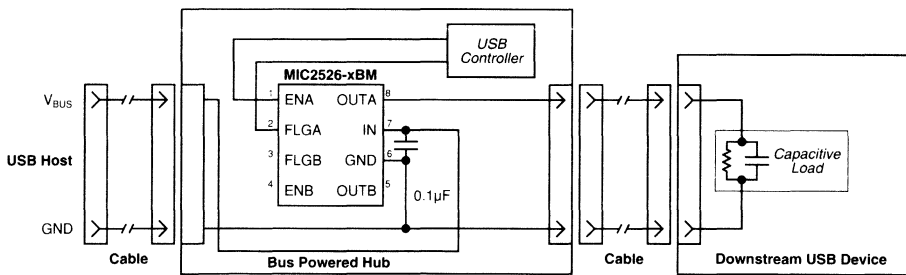 USB
Controller
MIC2526-xBM
VBUS
1 ENA OUTA 8
2 FLGA IN 7
3 FLGB GND 6
4 ENB OUTB 5
USB Host
0.1µF
Capacitive
Load
GND
Cable
Bus Powered Hub
Cable
Downstream USB Device